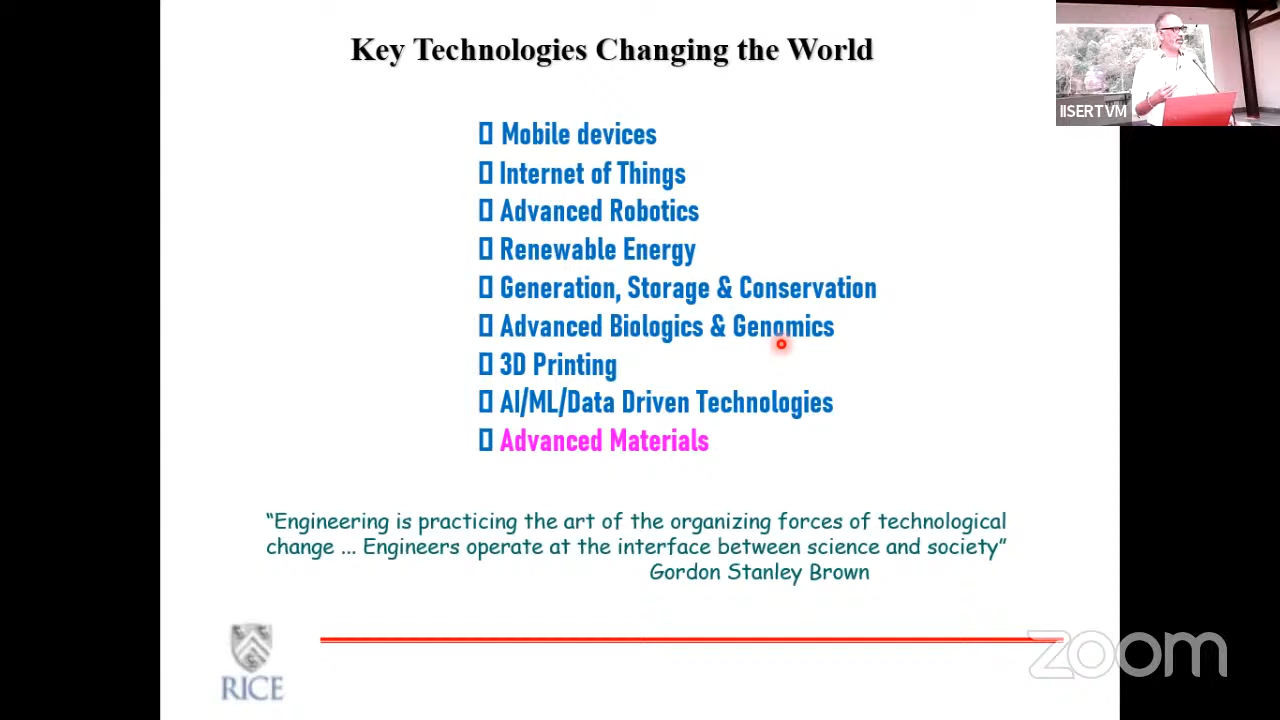 Key Technologies Changing the World
IISERTVM
Mobile devices
Internet of Things
Advanced Robotics
Renewable Energy
Generation, Storage & Conservation
Advanced Biologics & Genomics
3D Printing
AI/ML/Data Driven Technologies
Advanced Materials
“Engineering is practicing the art of the organizing forces of technological
change ... Engineers operate at the interface between science and society”
Gordon Stanley Brown
RICE
zoom